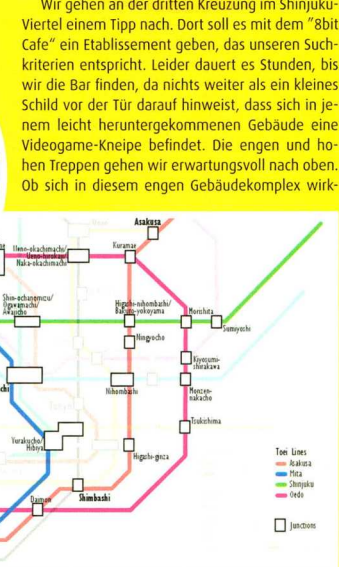 Wir gehen an der dritten Kreuzung im Shinjuku-
Viertel einem Tipp nach. Dort soll es mit dem "8bit
Cafe" ein Etablissement geben, das unseren Such-
kriterien entspricht. Leider dauert es Stunden, bis
wir die Bar finden, da nichts weiter als ein kleines
Schild vor der Tür darauf hinweist, dass sich in je-
nem leicht heruntergekommenen Gebäude eine
Videogame-Kneipe befindet. Die engen und ho-
hen Treppen gehen wir erwartungsvoll nach oben.
Ob sich in diesem engen Gebäudekomplex wirk-
Asakusa
Kuramae
Ueno-okachimachi/
Ueno-hirokoji/
Naka-okachimachi
Shin-ochanomizu/
Ogawamachi/
Awajicho
Higashi-nihombashi/
Bakuro-yokoyama
Morishita
Sumiyoshi
Ningyocho
Kiyosumi-
shirakawa
Monzen-
nakacho
chi
Nihombashi
Tsukishima
Yurakucho/
Hibiya
Higashi-ginza
Shimbashi
Daimon
Toei Lines
Asakusa
Mita
Shinjuku
Oedo
Junctions